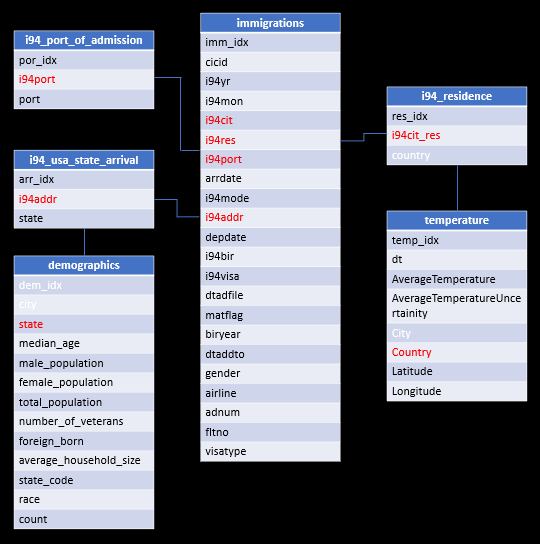 i94_port_of_admission
por_idx
i94port
port
i94_usa_state_arrival
arr_idx
i94addr
state
demographics
dem_idx
city
state
median_age
male_population
female_population
total_population
number_of_veterans
foreign_born
average_household_size
state_code
race
count
immigrations
imm_idx
cicid
i94yr
i94mon
i94cit
i94res
i94port
arrdate
i94mode
i94addr
depdate
i94bir
i94visa
dtadfile
matflag
biryear
dtaddto
gender
airline
adnum
fltno
visatype
i94_residence
res_idx
i94cit_res
country
temperature
temp_idx
dt
AverageTemperature
AverageTemperatureUnce
rtainity
City
Country
Latitude
Longitude